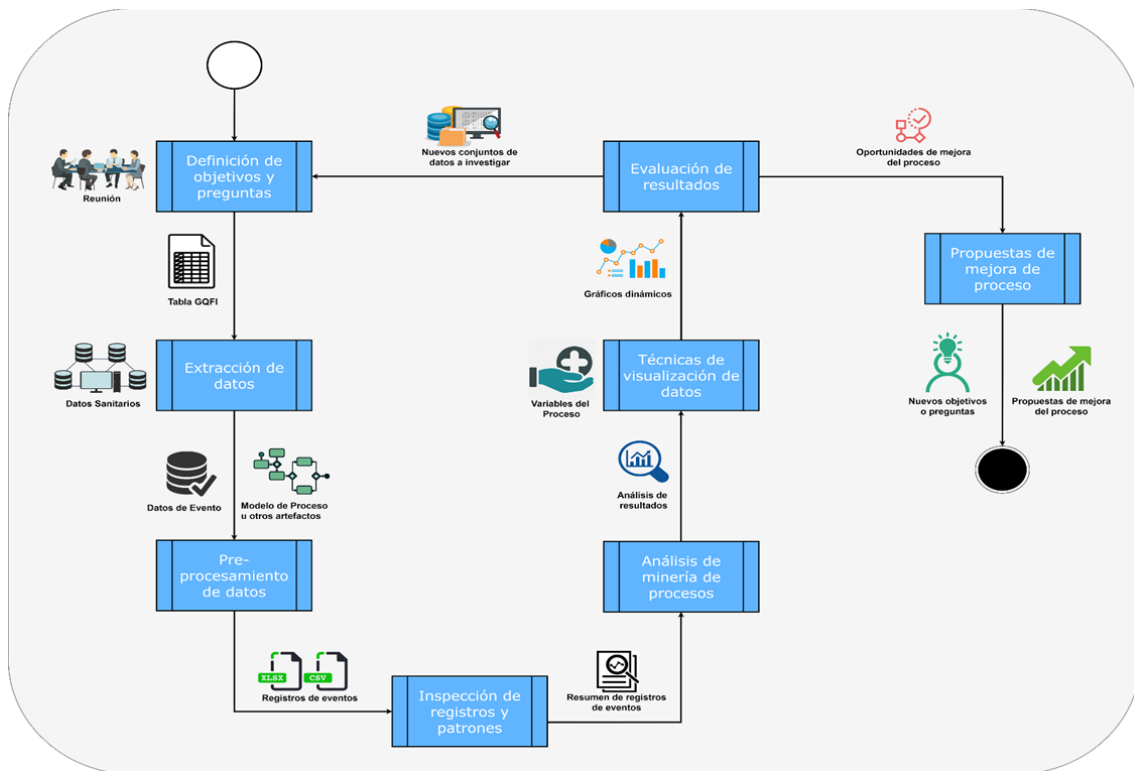 Definición de
objetivos y
preguntas
Reunión
Nuevos conjuntos de
datos a investigar
Evaluación de
resultados
Oportunidades de mejora
del proceso
Propuestas de
mejora de
proceso
Tabla GQFI
Gráficos dinámicos
Extracción de
datos
Datos Sanitarios
Técnicas de
visualización de
datos
Variables del
Proceso
Nuevos objetivos
o preguntas
Propuestas de mejora
del proceso
Datos de Evento
Modelo de Proceso
u otros artefactos
Análisis de
resultados
Pre-
procesamiento
de datos
Análisis de
minería de
procesos
XLSX
CSV
Registros de eventos
Inspección de
registros y
patrones
Resumen de registros
de eventos